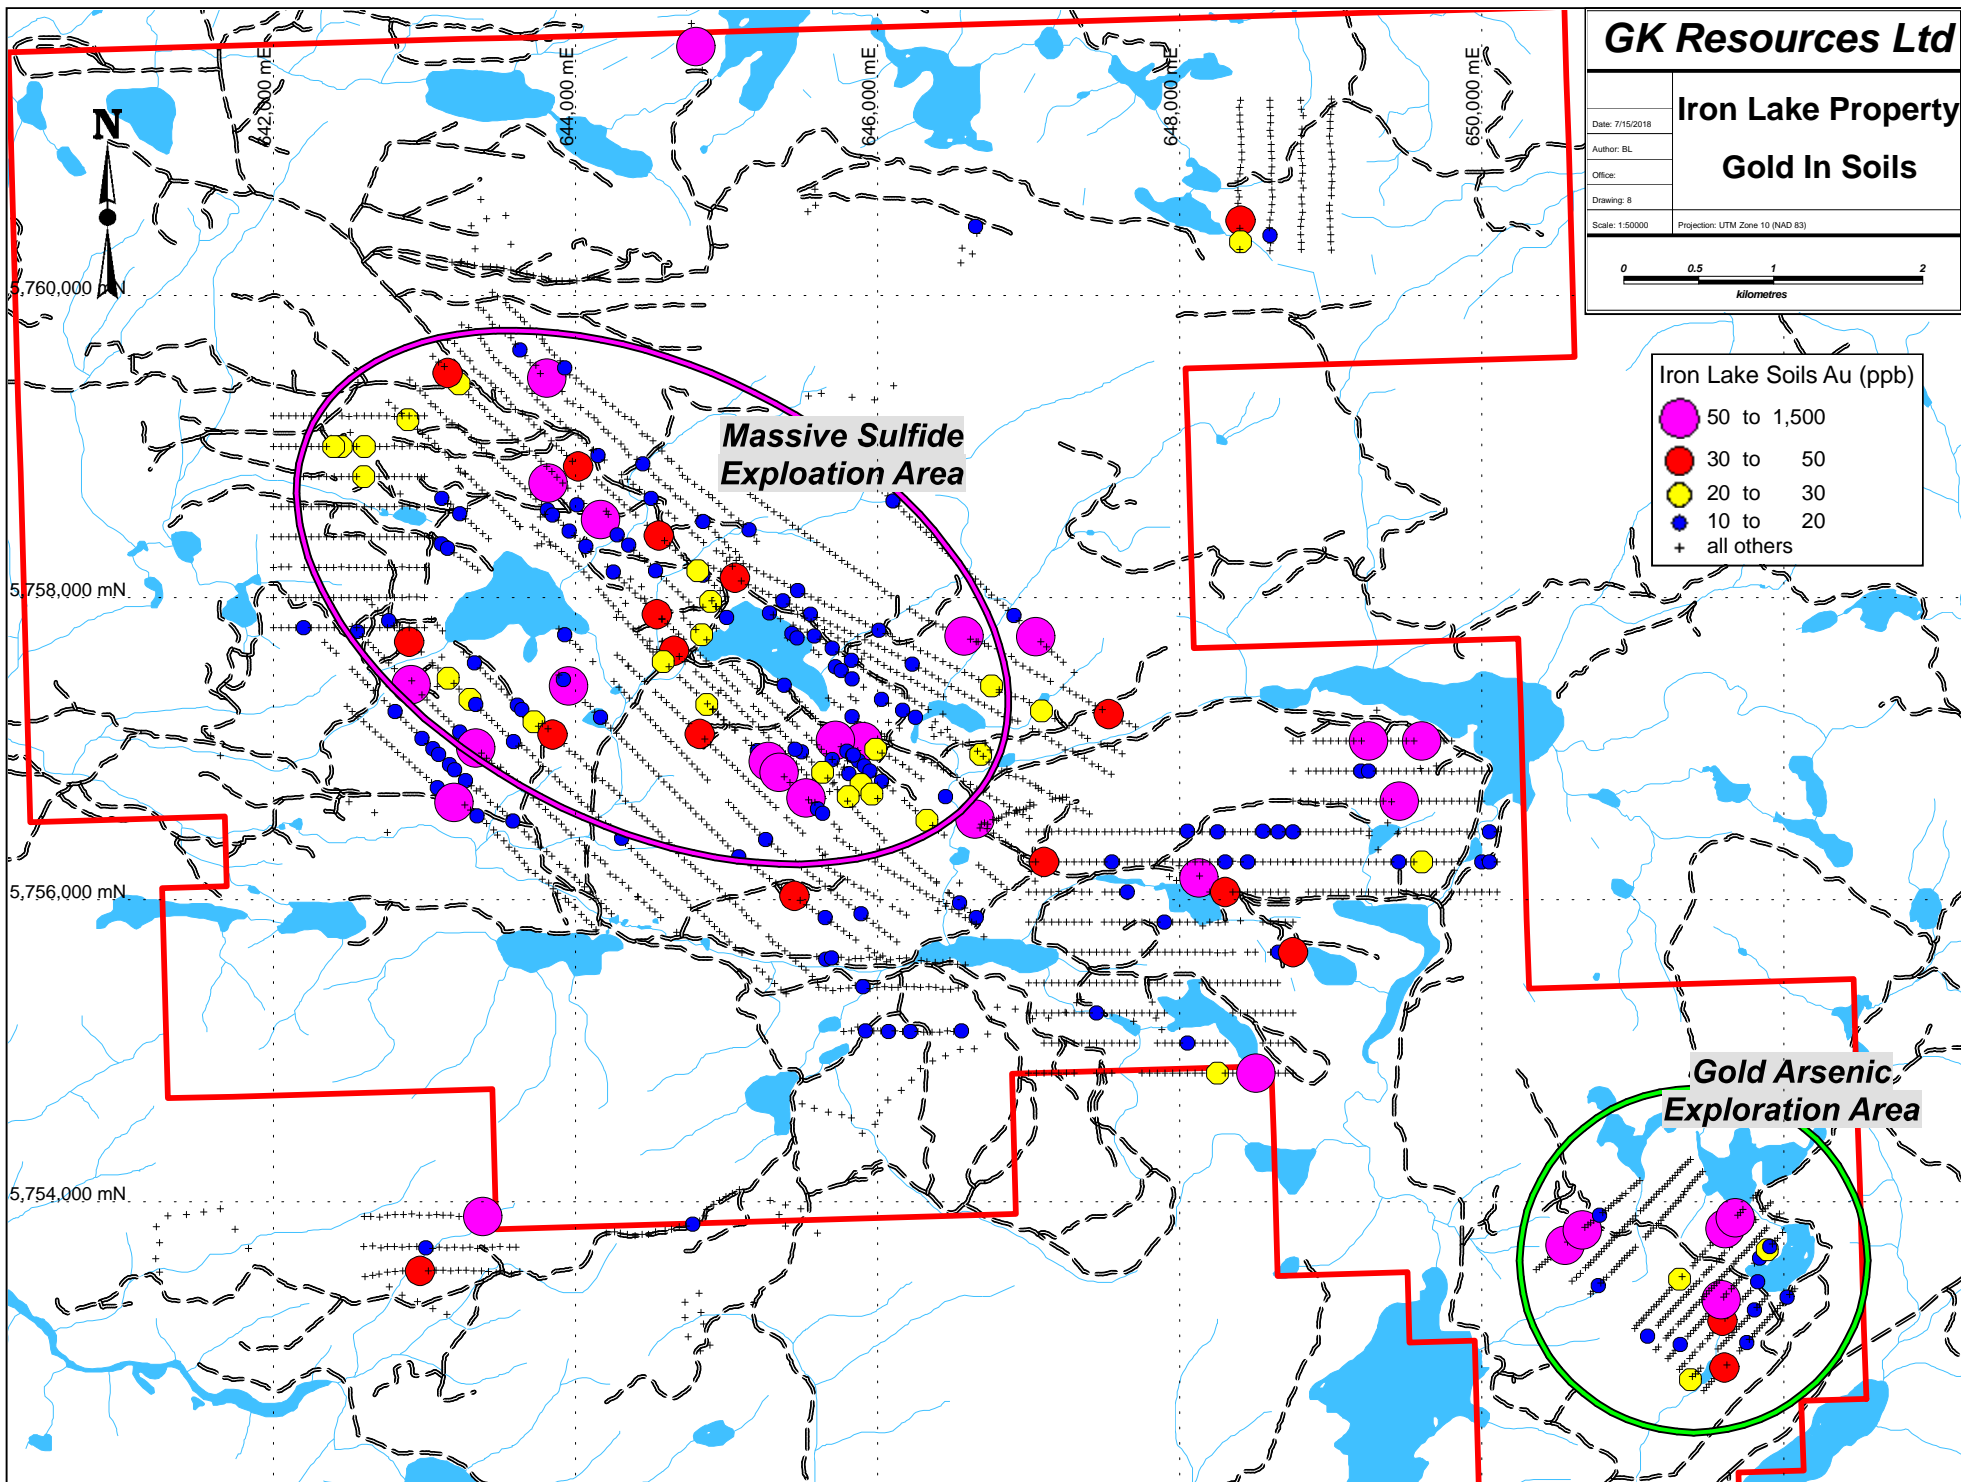 GK Resources Ltd
Iron Lake Property
Gold In Soils
Date: 7/15/2018
Author: BL
Office:
Drawing: 8
Scale: 1:50000
Projection: UTM Zone 10 (NAD 83)
0 0.5 1 2
kilometres
N
642,000 mE
644,000 mE
646,000 mE
648,000 mE
650,000 mE
5,760,000 mN
5,758,000 mN
5,756,000 mN
5,754,000 mN
Iron Lake Soils Au (ppb)
50 to 1,500
30 to 50
20 to 30
10 to 20
+ all others
Massive Sulfide
Exploation Area
Gold Arsenic
Exploration Area